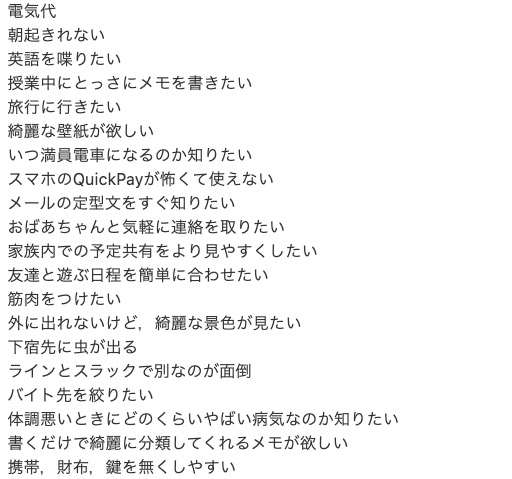 電気代
朝起きれない
英語を喋りたい
授業中にとっさにメモを書きたい
旅行に行きたい
綺麗な壁紙が欲しい
いつ満員電車になるのか知りたい
スマホのQuickPayが怖くて使えない
メールの定型文をすぐ知りたい
おばあちゃんと気軽に連絡を取りたい
家族内での予定共有をより見やすくしたい
友達と遊ぶ日程を簡単に合わせたい
筋肉をつけたい
外に出れないけど，綺麗な景色が見たい
下宿先に虫が出る
ラインとスラックで別なのが面倒
バイト先を絞りたい
体調悪いときにどのくらいやばい病気なのか知りたい
書くだけで綺麗に分類してくれるメモが欲しい
携帯，財布，鍵を無くしやすい